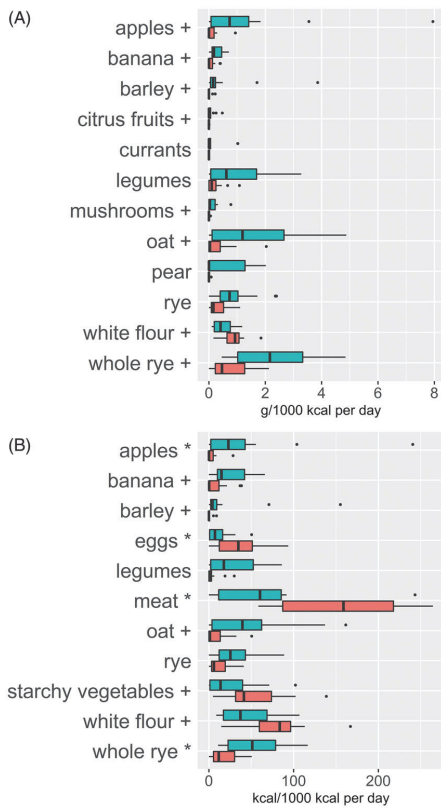 (A)
apples +
banana +
barley +
citrus fruits +
currants
legumes
mushrooms +
oat +
pear
rye
white flour +
whole rye +
0 2 4 6 8
g/1000 kcal per day
(B)
apples *
banana +
barley +
eggs *
legumes
meat *
oat +
rye
starchy vegetables +
white flour +
whole rye *
0 100 200
kcal/1000 kcal per day